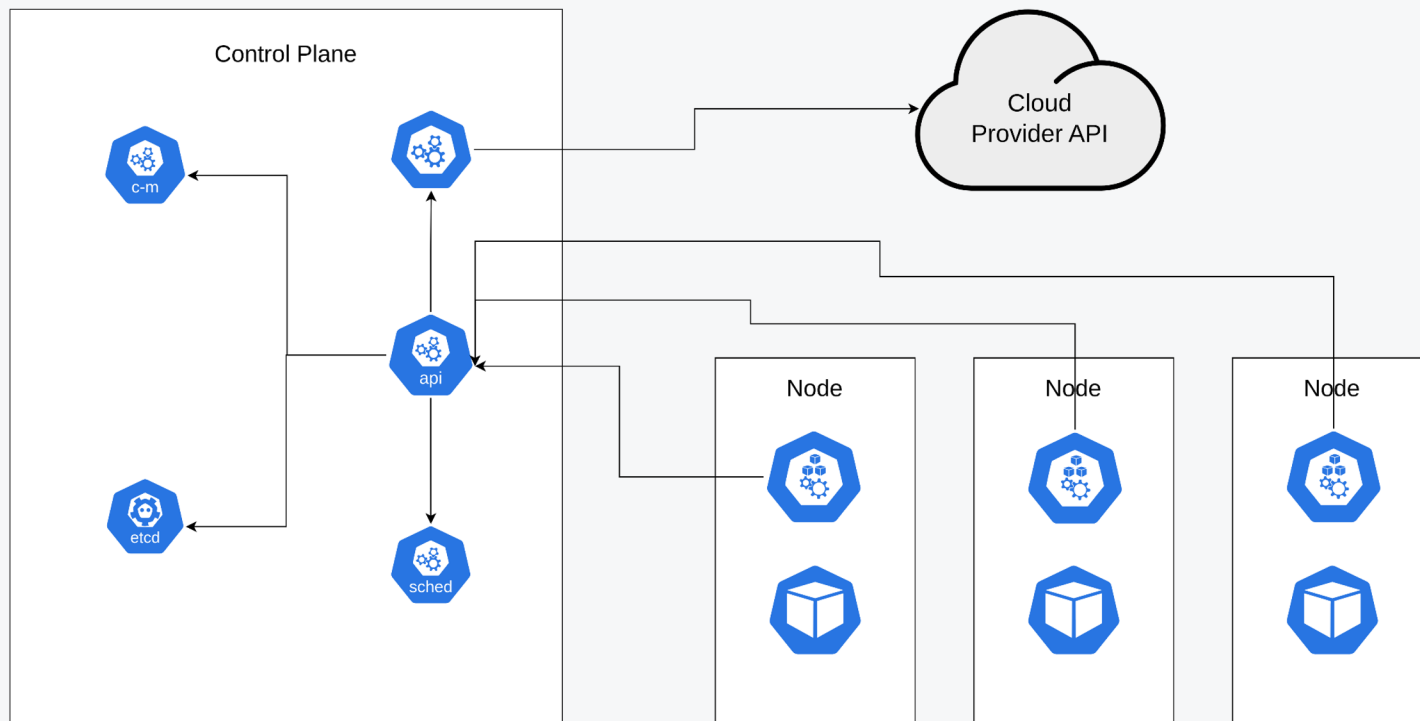 Control Plane
Cloud
Provider API
c-m
api
Node
Node
Node
etcd
sched